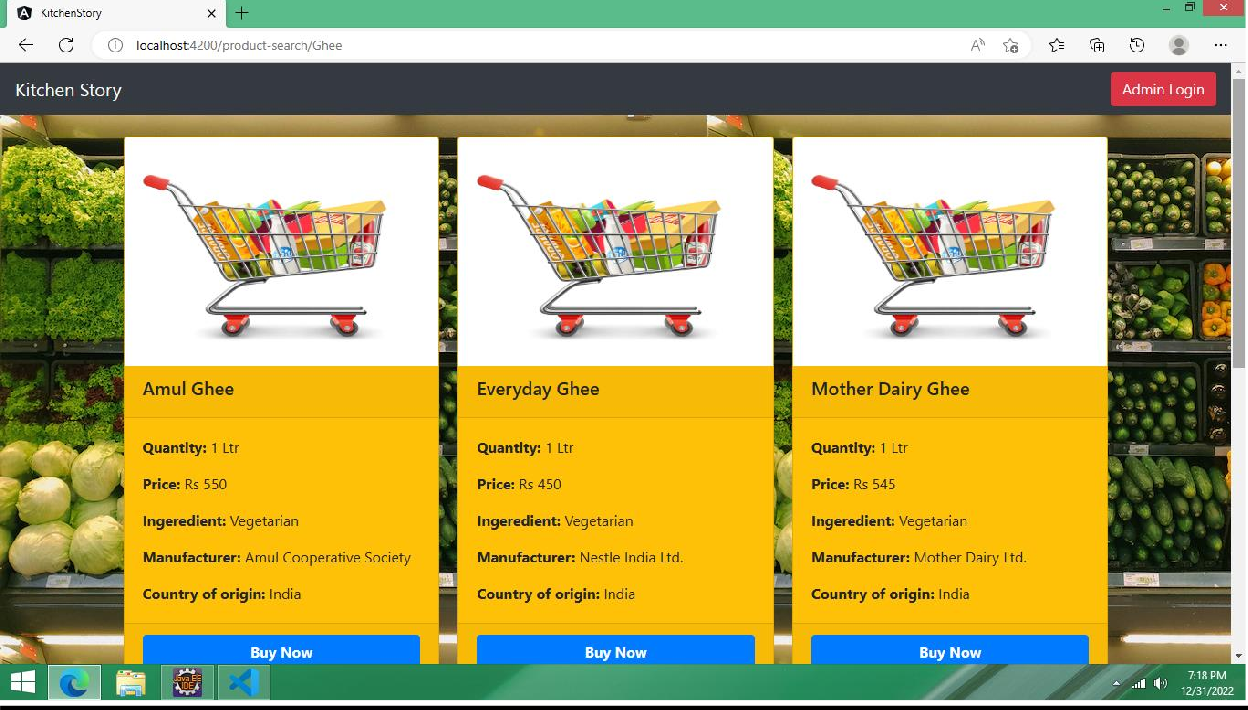 KitchenStory
localhost:4200/product-search/Ghee
Kitchen Story
Admin Login
Amul Ghee
Quantity: 1 Ltr
Price: Rs 550
Ingeredient: Vegetarian
Manufacturer: Amul Cooperative Society
Country of origin: India
Buy Now
Everyday Ghee
Quantity: 1 Ltr
Price: Rs 450
Ingeredient: Vegetarian
Manufacturer: Nestle India Ltd.
Country of origin: India
Buy Now
Mother Dairy Ghee
Quantity: 1 Ltr
Price: Rs 545
Ingeredient: Vegetarian
Manufacturer: Mother Dairy Ltd.
Country of origin: India
Buy Now
Java EE
IDE
7:18 PM
12/31/2022